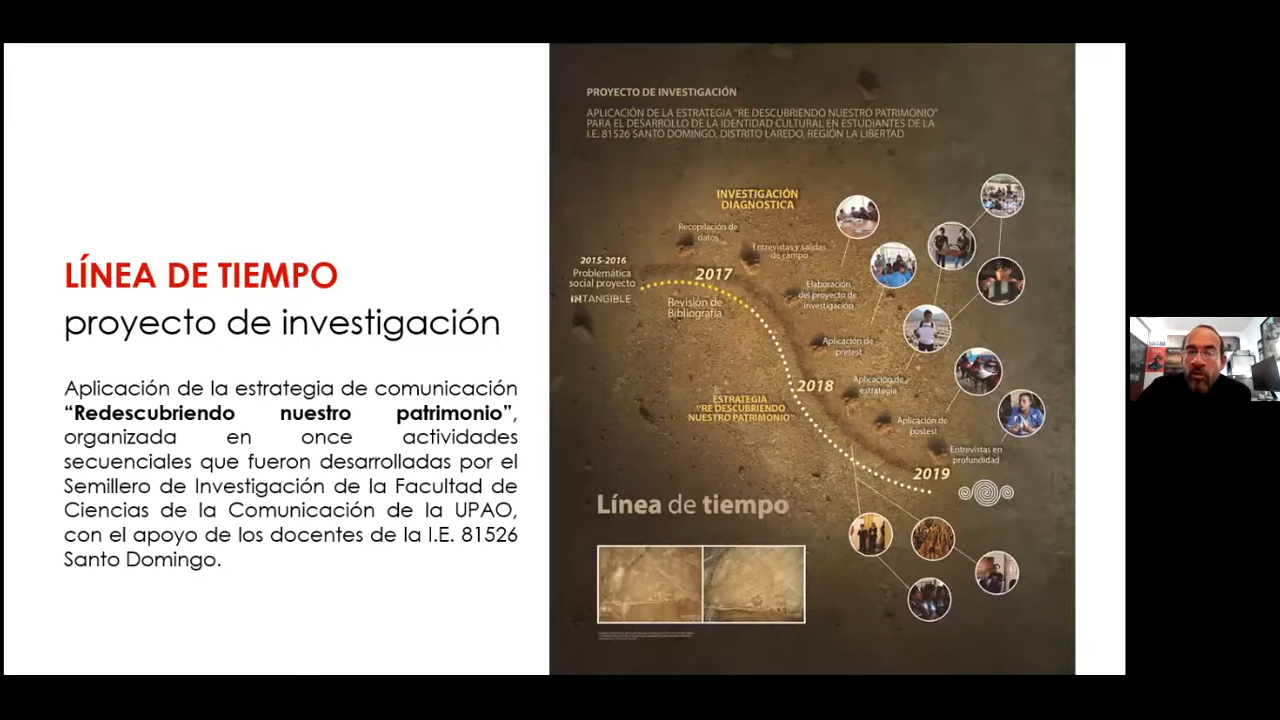 LÍNEA DE TIEMPO
proyecto de investigación
Aplicación de la estrategia de comunicación
“Redescubriendo nuestro patrimonio”,
organizada en once actividades
secuenciales que fueron desarrolladas por el
Semillero de Investigación de la Facultad de
Ciencias de la Comunicación de la UPAO,
con el apoyo de los docentes de la I.E. 81526
Santo Domingo.
PROYECTO DE INVESTIGACIÓN
APLICACIÓN DE LA ESTRATEGIA “RE DESCUBRIENDO NUESTRO PATRIMONIO”
PARA EL DESARROLLO DE LA IDENTIDAD CULTURAL EN ESTUDIANTES DE LA
I.E. 81526 SANTO DOMINGO, DISTRITO LAREDO, REGIÓN LA LIBERTAD
INVESTIGACIÓN
DIAGNOSTICA
Recopilación de
datos
Entrevistas y salidas
de campo
2015-2016
Problemática
social proyecto
INTANGIBLE
2017
Revisión de
Bibliografía
Elaboración
del proyecto de
investigación
Aplicación de
pretest
2018
Aplicación de
estrategia
ESTRATEGIA
“RE DESCUBRIENDO
NUESTRO PATRIMONIO”
Aplicación de
postest
Entrevistas en
profundidad
2019
Línea de tiempo